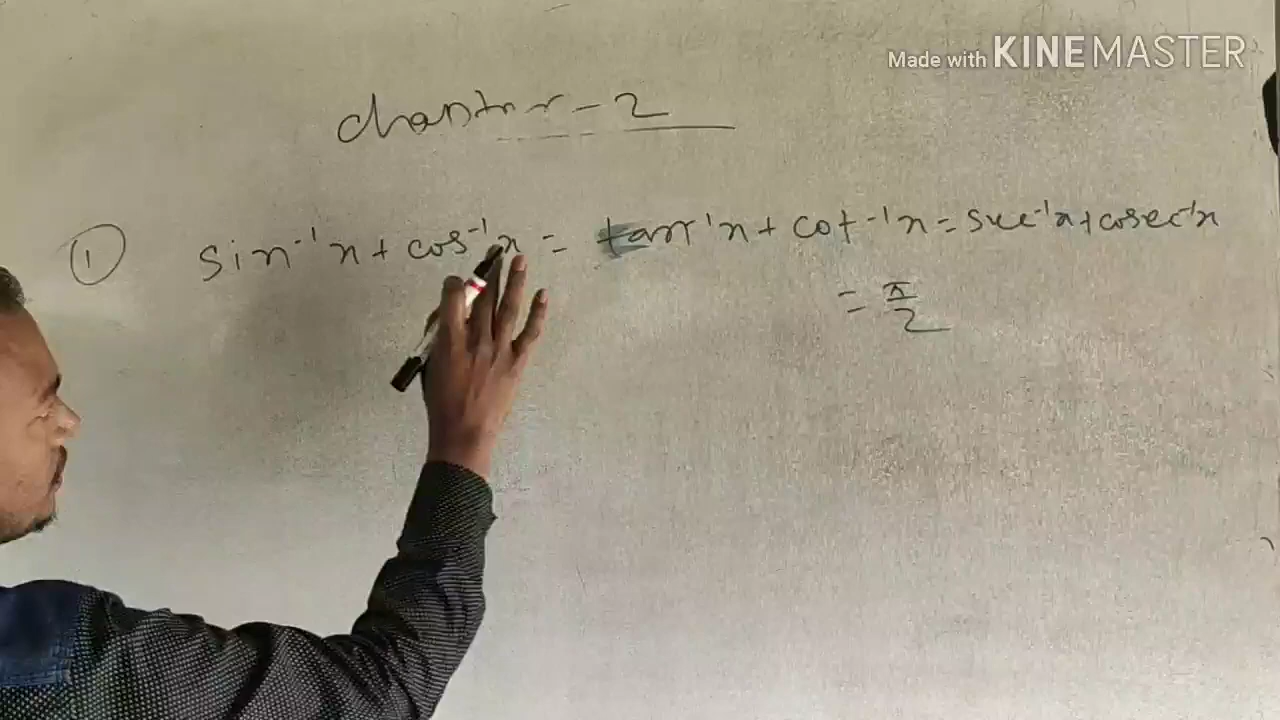 Made with KINEMASTER
chapter - 2
① sin⁻¹x + cos⁻¹x = tan⁻¹x + cot⁻¹x = sec⁻¹x + cosec⁻¹x
= π/2